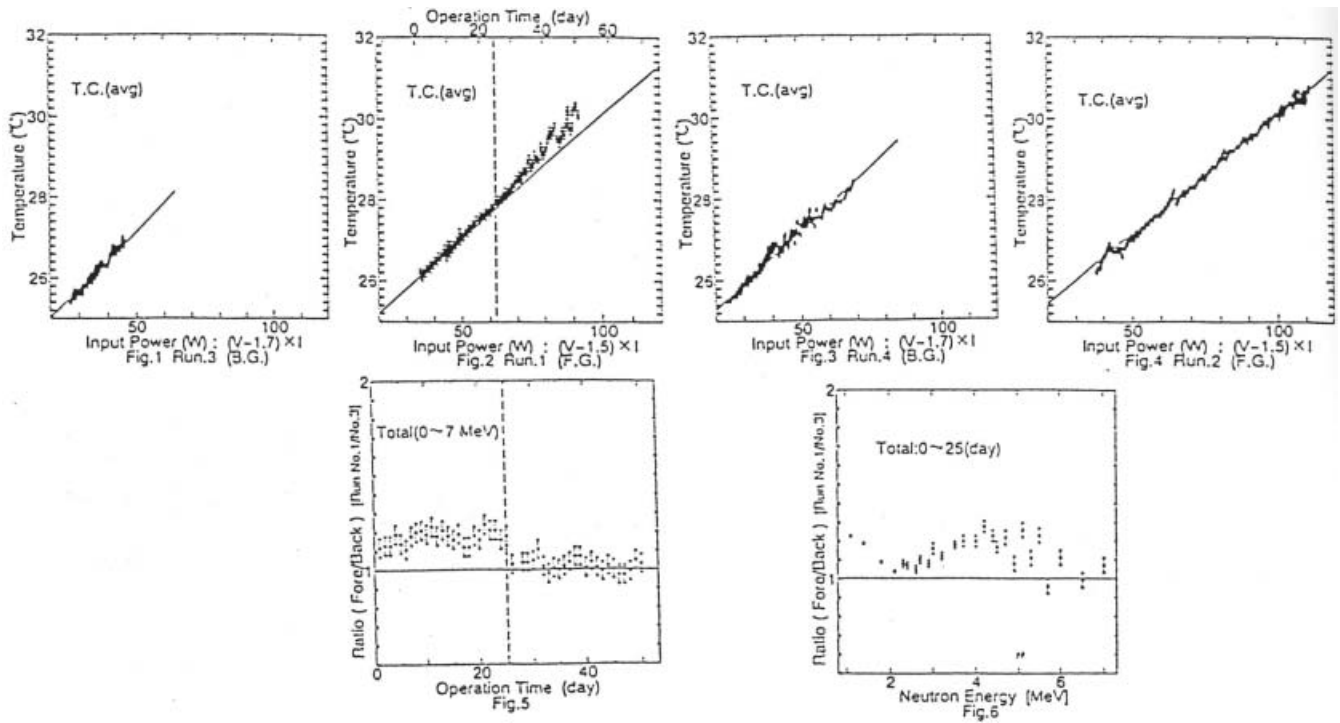 Operation Time (day)
0 20 40 60
32
30
28
26
Temperature (℃)
T.C.(avg)
50 100
Input Power (W) : (V-1.7)×I
Fig.1 Run.3 (B.G.)
32
30
28
26
Temperature (℃)
T.C.(avg)
50 100
Input Power (W) : (V-1.5)×I
Fig.2 Run.1 (F.G.)
32
30
28
26
Temperature (℃)
T.C.(avg)
50 100
Input Power (W) : (V-1.7)×I
Fig.3 Run.4 (B.G.)
32
30
28
26
Temperature (℃)
T.C.(avg)
50 100
Input Power (W) : (V-1.5)×I
Fig.4 Run.2 (F.G.)
2
1
Ratio ( Fore/Back ) [Run No.1/No.3]
Total(0~7 MeV)
0 20 40
Operation Time (day)
Fig.5
2
1
Ratio ( Fore/Back ) [Run No.1/No.3]
Total:0~25(day)
2 4 6
Neutron Energy [MeV]
Fig.6